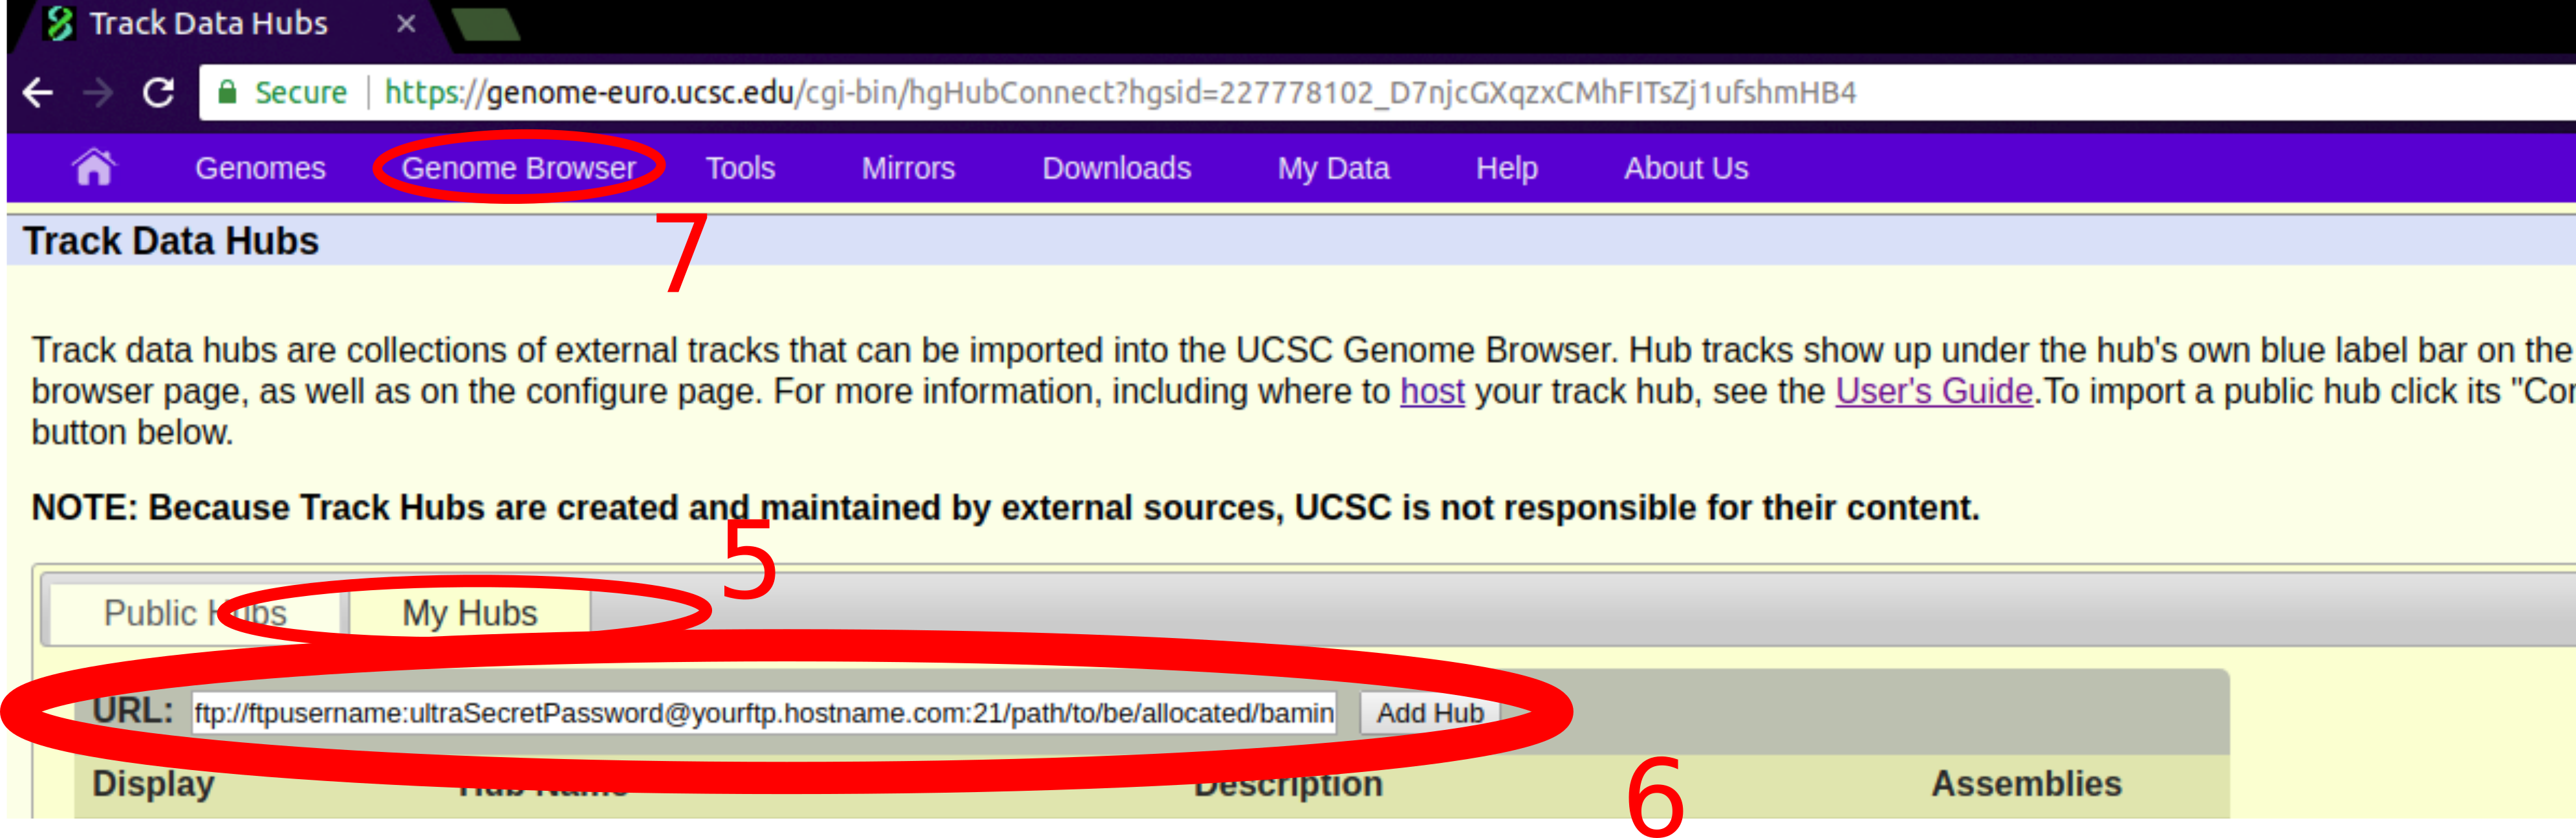 Track Data Hubs ×
Secure | https://genome-euro.ucsc.edu/cgi-bin/hgHubConnect?hgsid=227778102_D7njcGXqzxCMhFITsZj1ufshmHB4
Genomes Genome Browser Tools Mirrors Downloads My Data Help About Us
7
Track Data Hubs
Track data hubs are collections of external tracks that can be imported into the UCSC Genome Browser. Hub tracks show up under the hub's own blue label bar on the
browser page, as well as on the configure page. For more information, including where to host your track hub, see the User's Guide.To import a public hub click its "Con
button below.
NOTE: Because Track Hubs are created and maintained by external sources, UCSC is not responsible for their content.
5
Public Hubs My Hubs
URL: ftp://ftpusername:ultraSecretPassword@yourftp.hostname.com:21/path/to/be/allocated/bamin Add Hub
6
Display Hub Name Description Assemblies